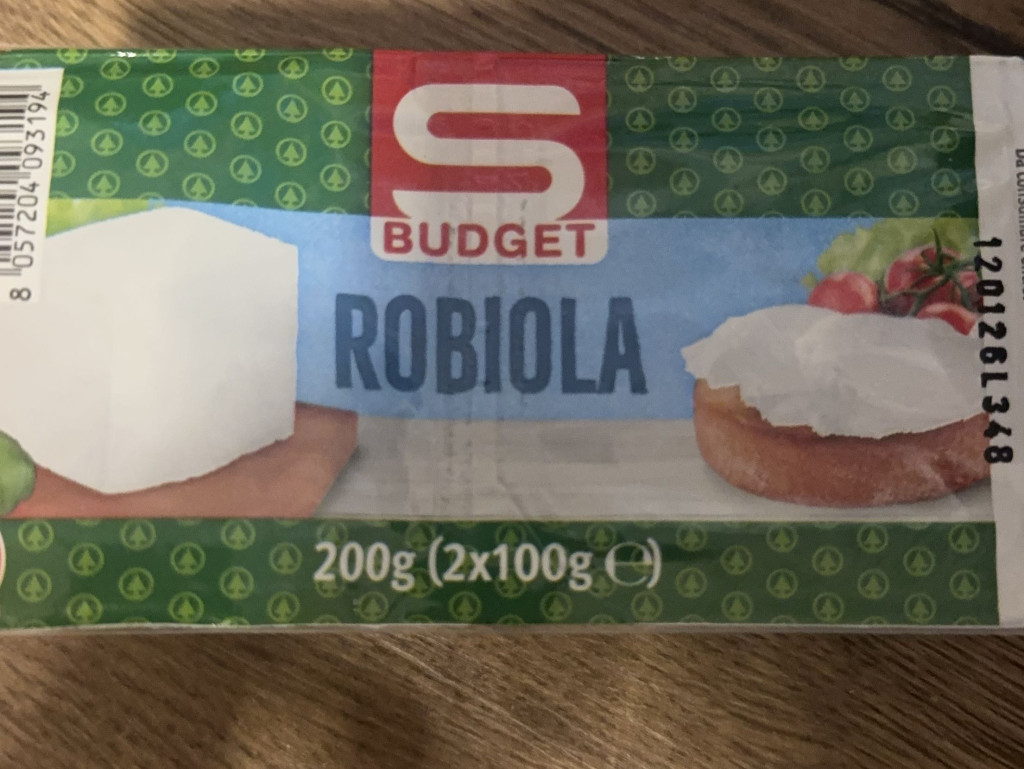 S
BUDGET
ROBIOLA
200g (2x100g ℮)
8 057204 093194
120126L348